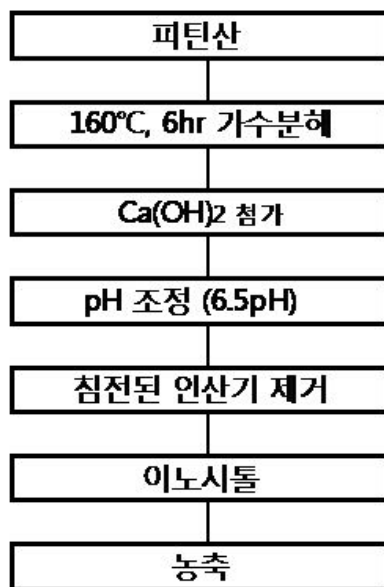 피틴산
160℃, 6hr 가수분해
Ca(OH)2 첨가
pH 조정 (6.5pH)
침전된 인산기 제거
이노시톨
농축